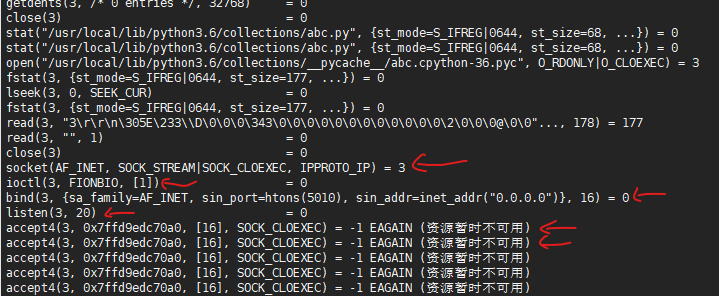 getdents(3, /* 0 entries */, 32768)     = 0
close(3)                                = 0
stat("/usr/local/lib/python3.6/collections/abc.py", {st_mode=S_IFREG|0644, st_size=68, ...}) = 0
stat("/usr/local/lib/python3.6/collections/abc.py", {st_mode=S_IFREG|0644, st_size=68, ...}) = 0
open("/usr/local/lib/python3.6/collections/__pycache__/abc.cpython-36.pyc", O_RDONLY|O_CLOEXEC) = 3
fstat(3, {st_mode=S_IFREG|0644, st_size=177, ...}) = 0
lseek(3, 0, SEEK_CUR)                   = 0
fstat(3, {st_mode=S_IFREG|0644, st_size=177, ...}) = 0
read(3, "3\r\r\n\305E\233\\D\0\0\0\343\0\0\0\0\0\0\0\0\0\0\0\0\2\0\0\0@\0\0"..., 178) = 177
read(3, "", 1)                          = 0
close(3)                                = 0
socket(AF_INET, SOCK_STREAM|SOCK_CLOEXEC, IPPROTO_IP) = 3
ioctl(3, FIONBIO, [1])                  = 0
bind(3, {sa_family=AF_INET, sin_port=htons(5010), sin_addr=inet_addr("0.0.0.0")}, 16) = 0
listen(3, 20)                           = 0
accept4(3, 0x7ffd9edc70a0, [16], SOCK_CLOEXEC) = -1 EAGAIN (资源暂时不可用)
accept4(3, 0x7ffd9edc70a0, [16], SOCK_CLOEXEC) = -1 EAGAIN (资源暂时不可用)
accept4(3, 0x7ffd9edc70a0, [16], SOCK_CLOEXEC) = -1 EAGAIN (资源暂时不可用)
accept4(3, 0x7ffd9edc70a0, [16], SOCK_CLOEXEC) = -1 EAGAIN (资源暂时不可用)
accept4(3, 0x7ffd9edc70a0, [16], SOCK_CLOEXEC) = -1 EAGAIN (资源暂时不可用)